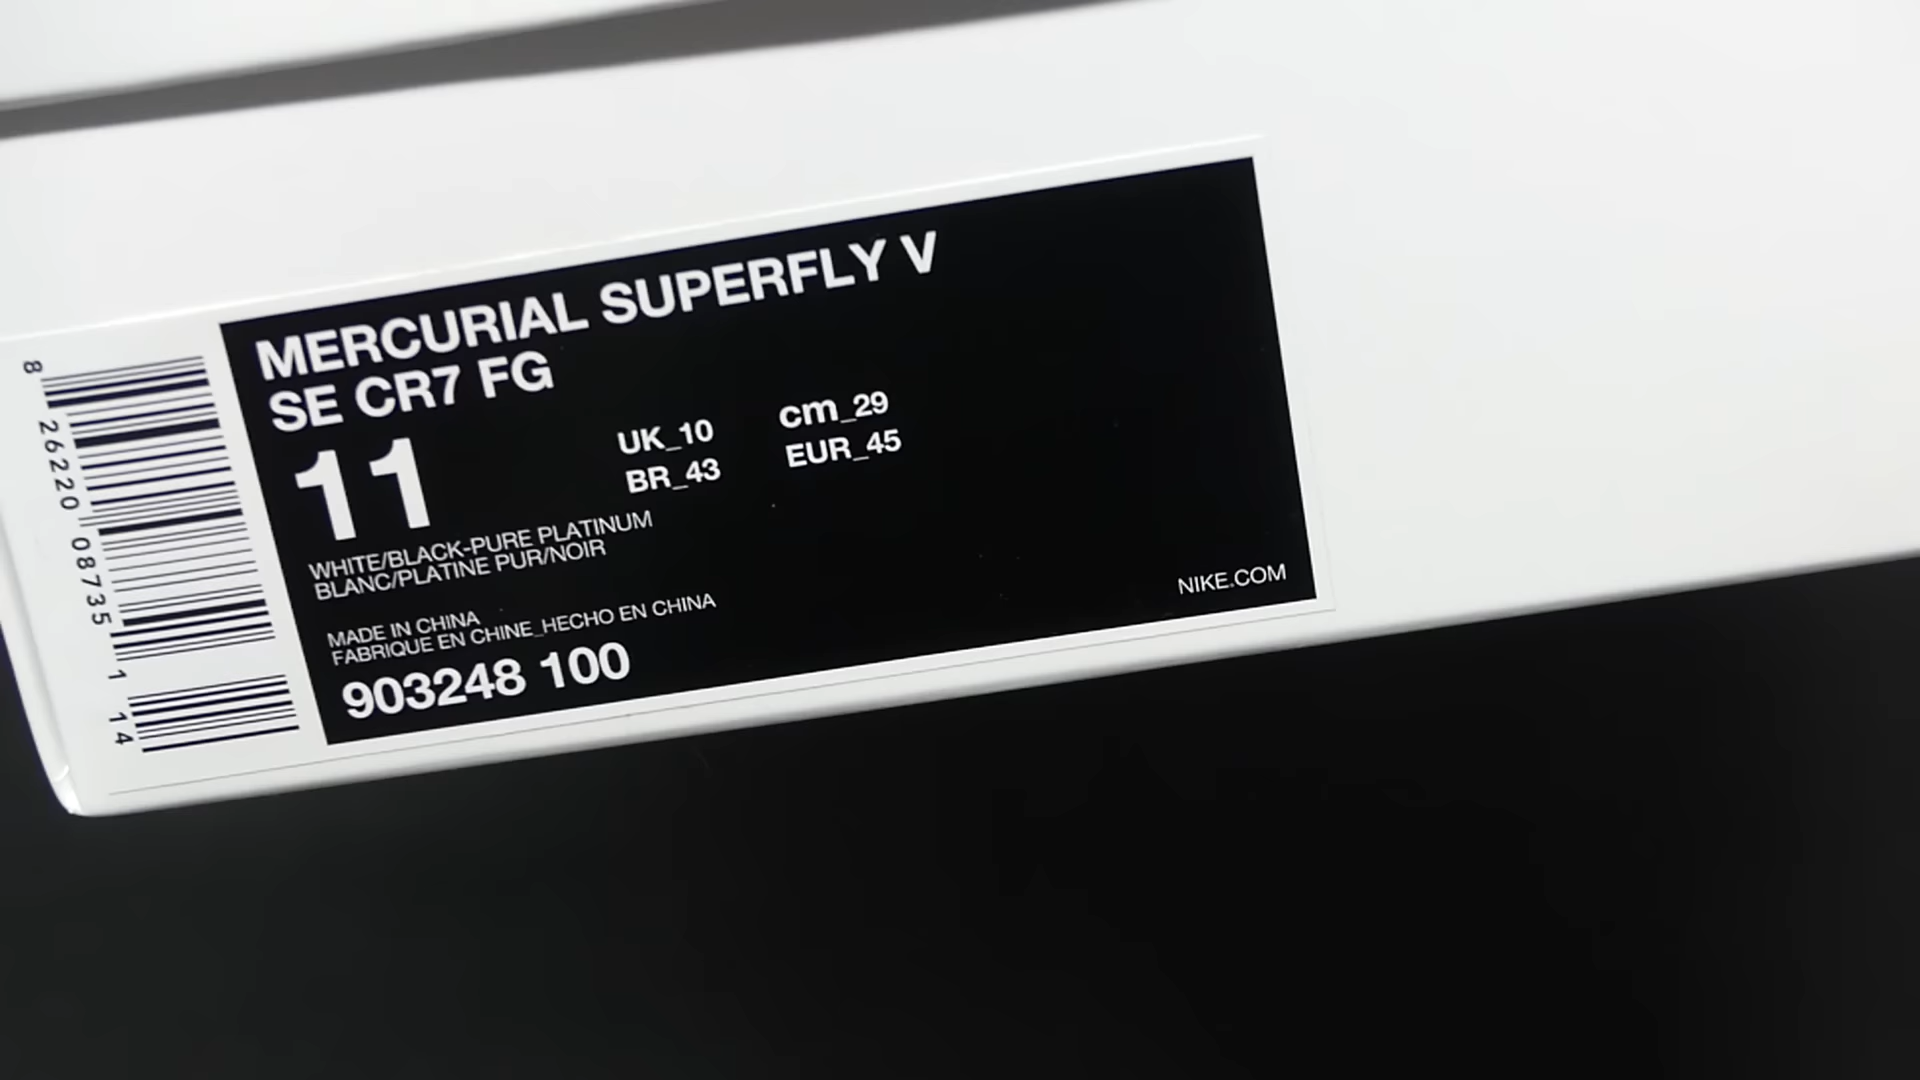 MERCURIAL SUPERFLY V
SE CR7 FG
11
UK_10 cm_29
BR_43 EUR_45
WHITE/BLACK-PURE PLATINUM
BLANC/PLATINE PUR/NOIR
MADE IN CHINA
FABRIQUE EN CHINE_HECHO EN CHINA
903248 100
NIKE.COM
8 26220 08735 1 14